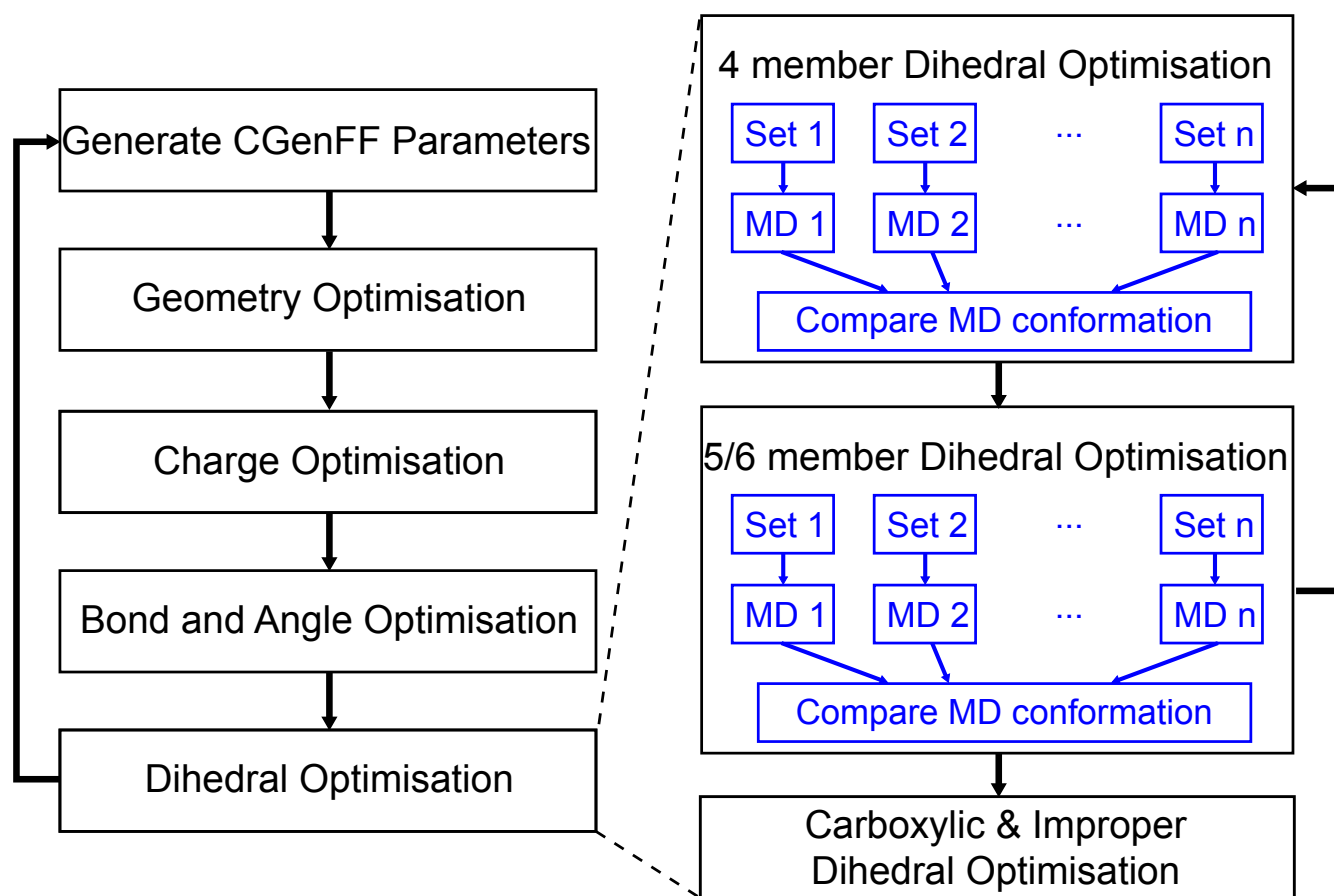 Generate CGenFF Parameters
Geometry Optimisation
Charge Optimisation
Bond and Angle Optimisation
Dihedral Optimisation
4 member Dihedral Optimisation
Set 1 Set 2 ... Set n
MD 1 MD 2 ... MD n
Compare MD conformation
5/6 member Dihedral Optimisation
Set 1 Set 2 ... Set n
MD 1 MD 2 ... MD n
Compare MD conformation
Carboxylic & Improper
Dihedral Optimisation